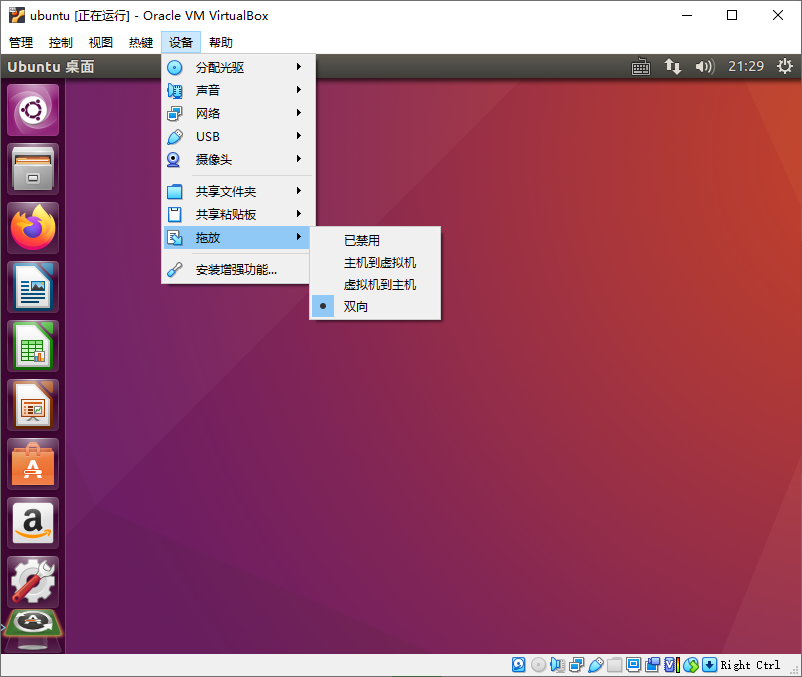 ubuntu [正在运行] - Oracle VM VirtualBox
管理 控制 视图 热键 设备 帮助
Ubuntu 桌面 21:29
分配光驱
声音
网络
USB
摄像头
共享文件夹
共享粘贴板
拖放
安装增强功能...
已禁用
主机到虚拟机
虚拟机到主机
双向
Right Ctrl